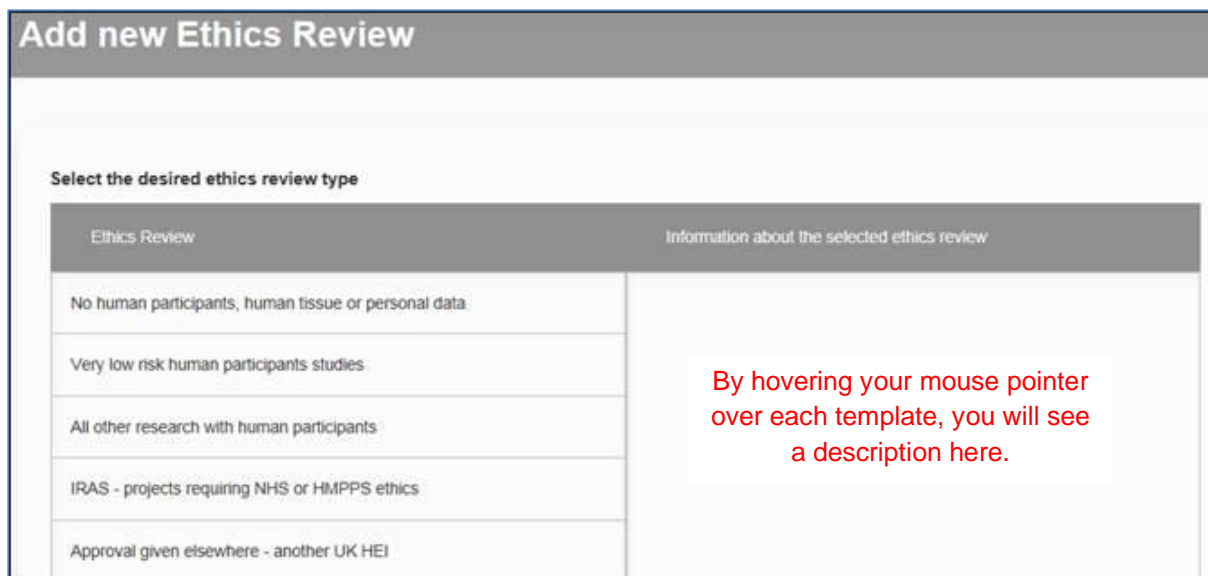 Add new Ethics Review
Select the desired ethics review type
Ethics Review
Information about the selected ethics review
No human participants, human tissue or personal data
Very low risk human participants studies
All other research with human participants
IRAS - projects requiring NHS or HMPPS ethics
Approval given elsewhere - another UK HEI
By hovering your mouse pointer
over each template, you will see
a description here.